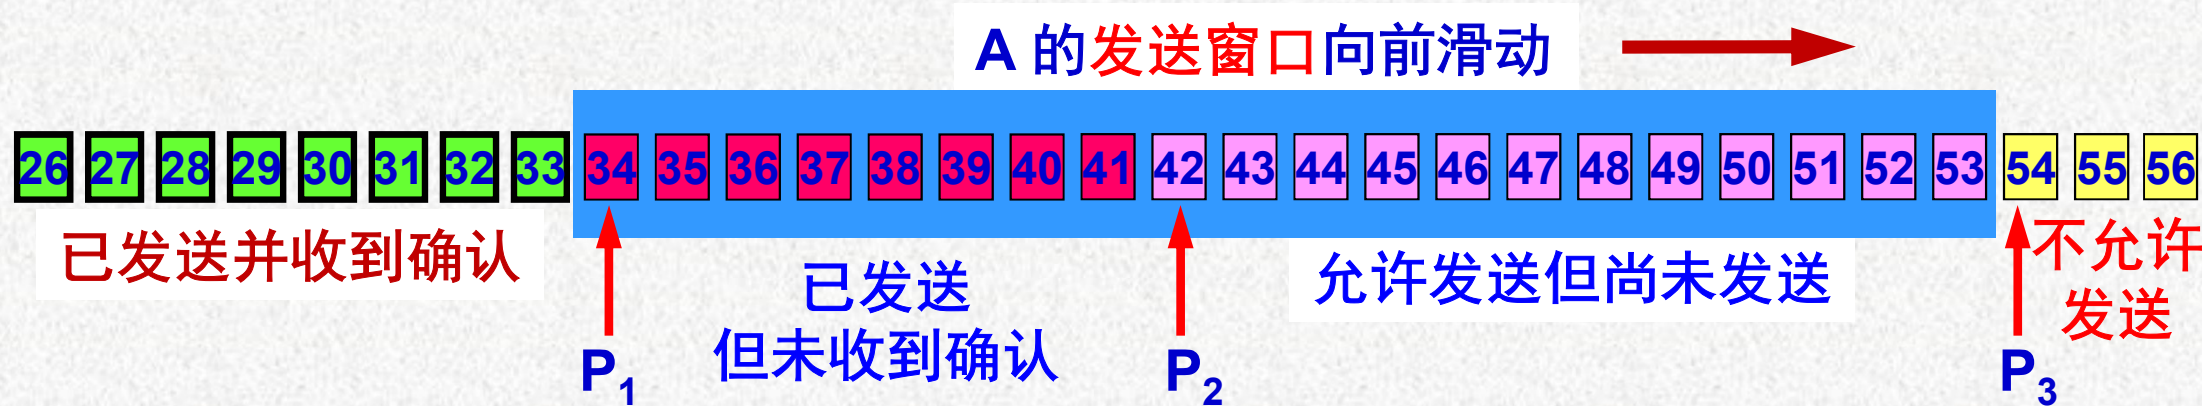 A 的发送窗口向前滑动
26 27 28 29 30 31 32 33 34 35 36 37 38 39 40 41 42 43 44 45 46 47 48 49 50 51 52 53 54 55 56
已发送并收到确认
已发送
但未收到确认
允许发送但尚未发送
不允许
发送
P1
P2
P3